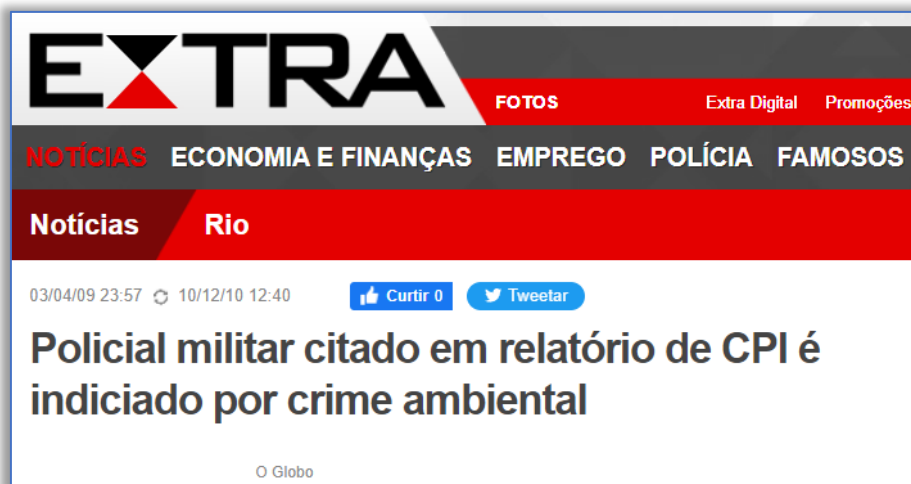 EXTRA
FOTOS Extra Digital Promoções
NOTÍCIAS ECONOMIA E FINANÇAS EMPREGO POLÍCIA FAMOSOS
Notícias Rio
03/04/09 23:57 10/12/10 12:40 Curtir 0 Tweetar
Policial militar citado em relatório de CPI é
indiciado por crime ambiental
O Globo